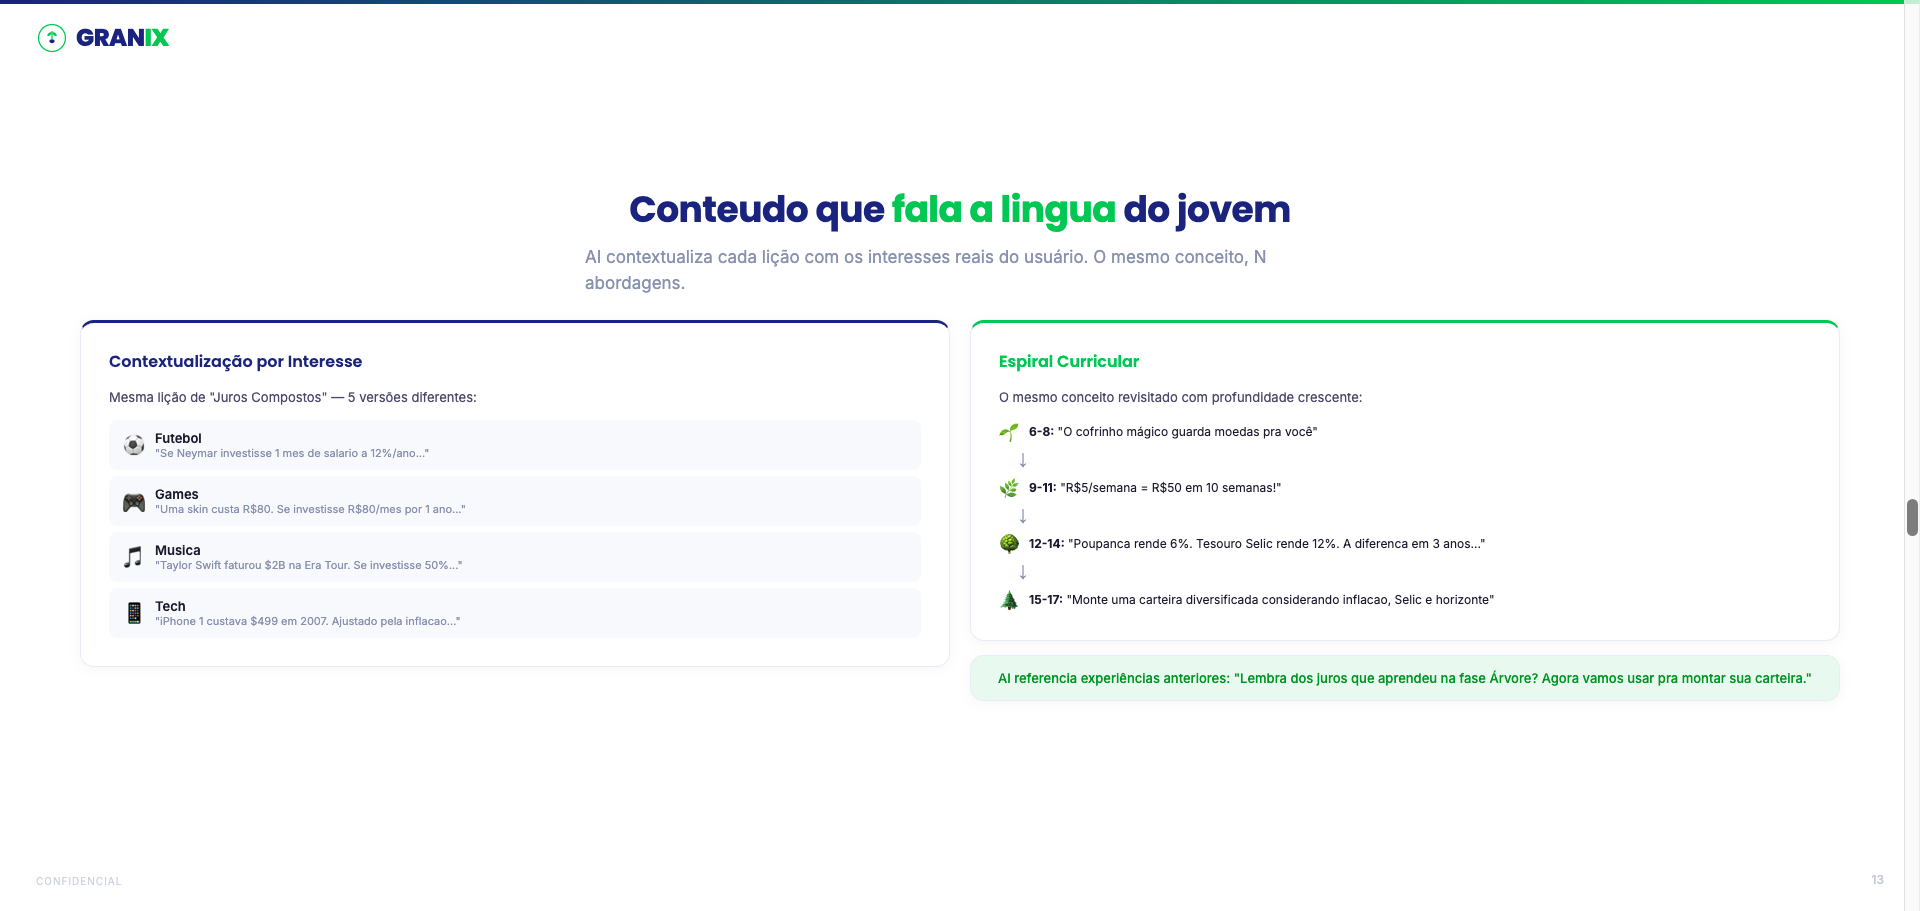 GRANIX
Conteudo que fala a lingua do jovem
AI contextualiza cada lição com os interesses reais do usuário. O mesmo conceito, N
abordagens.
Contextualização por Interesse
Mesma lição de "Juros Compostos" — 5 versões diferentes:
Futebol
"Se Neymar investisse 1 mes de salario a 12%/ano..."
Games
"Uma skin custa R$80. Se investisse R$80/mes por 1 ano..."
Musica
"Taylor Swift faturou $2B na Era Tour. Se investisse 50%..."
Tech
"iPhone 1 custava $499 em 2007. Ajustado pela inflacao..."
Espiral Curricular
O mesmo conceito revisitado com profundidade crescente:
6-8: "O cofrinho mágico guarda moedas pra você"
↓
9-11: "R$5/semana = R$50 em 10 semanas!"
↓
12-14: "Poupanca rende 6%. Tesouro Selic rende 12%. A diferenca em 3 anos..."
↓
15-17: "Monte uma carteira diversificada considerando inflacao, Selic e horizonte"
AI referencia experiências anteriores: "Lembra dos juros que aprendeu na fase Árvore? Agora vamos usar pra montar sua carteira."
CONFIDENCIAL
13